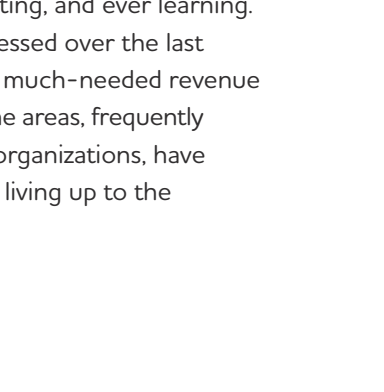 ting, and ever learning.
essed over the last
much-needed revenue
e areas, frequently
organizations, have
living up to the